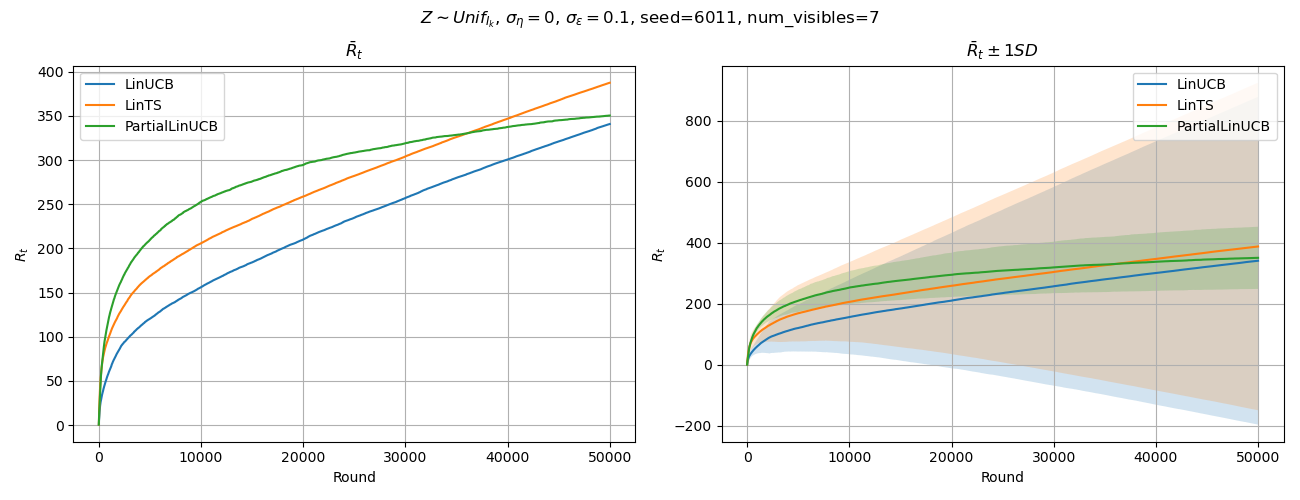 Z ∼ Unif_{I_k}, σ_η = 0, σ_ε = 0.1, seed=6011, num_visibles=7
R̄_t
400
350
300
250
200
150
100
50
0
R_t
0 10000 20000 30000 40000 50000
Round
LinUCB
LinTS
PartialLinUCB
R̄_t ± 1SD
800
600
400
200
0
−200
R_t
0 10000 20000 30000 40000 50000
Round
LinUCB
LinTS
PartialLinUCB